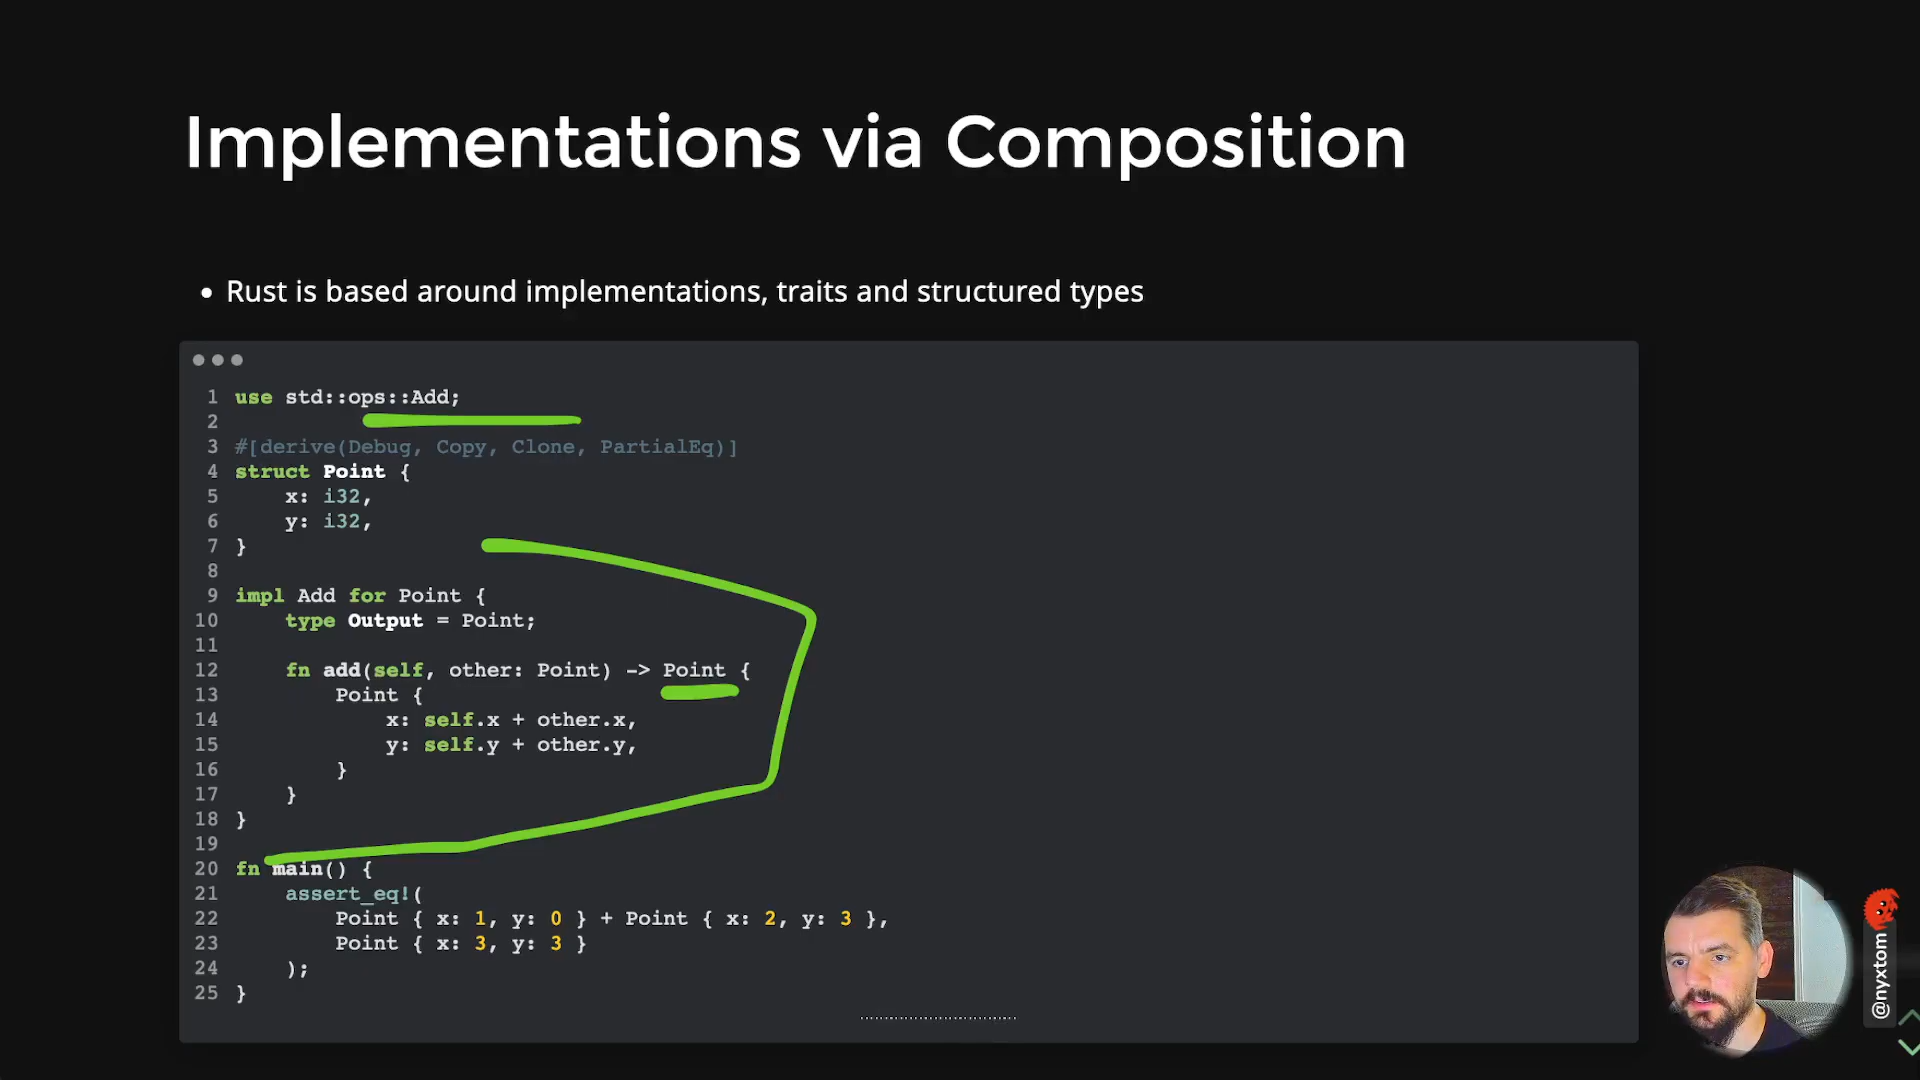 Implementations via Composition
• Rust is based around implementations, traits and structured types
1 use std::ops::Add;
2
3 #[derive(Debug, Copy, Clone, PartialEq)]
4 struct Point {
5     x: i32,
6     y: i32,
7 }
8
9 impl Add for Point {
10     type Output = Point;
11
12     fn add(self, other: Point) -> Point {
13         Point {
14             x: self.x + other.x,
15             y: self.y + other.y,
16         }
17     }
18 }
19
20 fn main() {
21     assert_eq!(
22         Point { x: 1, y: 0 } + Point { x: 2, y: 3 },
23         Point { x: 3, y: 3 }
24     );
25 }
@nyxtom